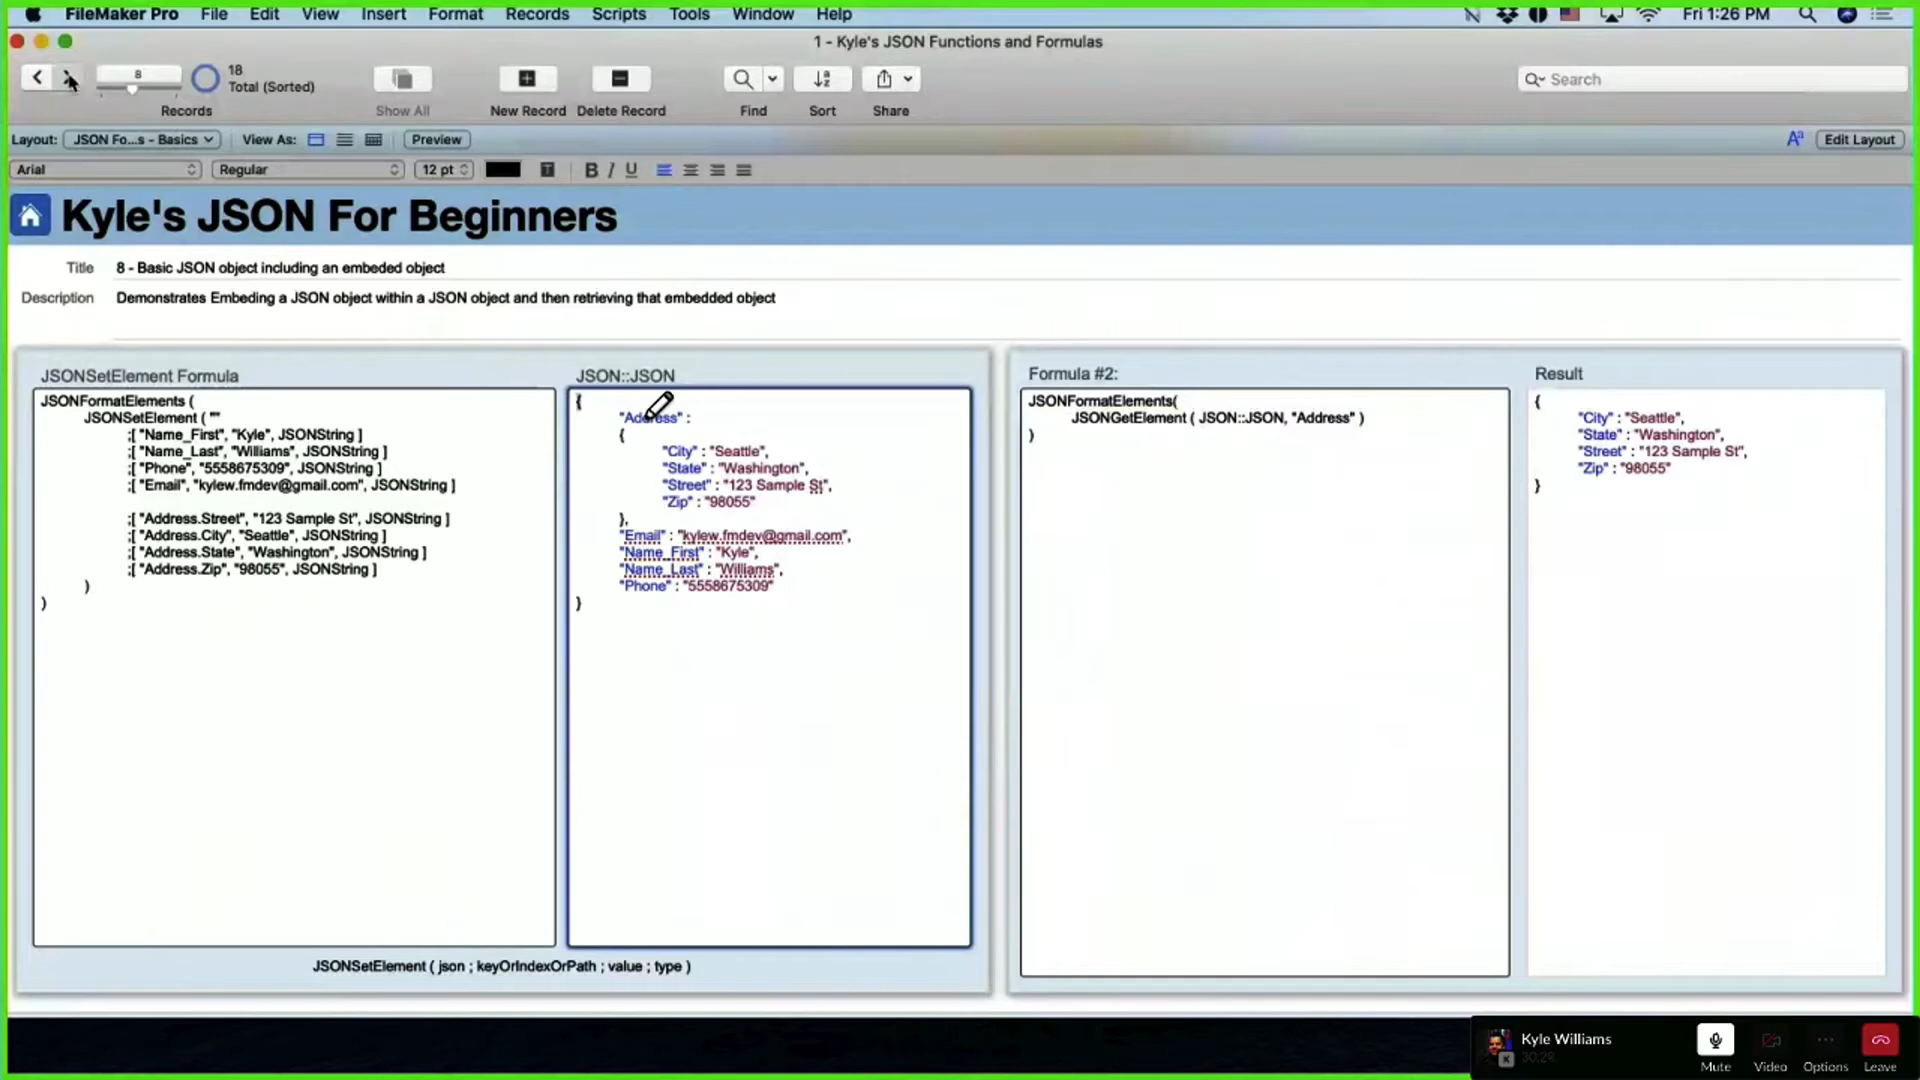 FileMaker Pro File Edit View Insert Format Records Scripts Tools Window Help Fri 1:26 PM
1 - Kyle's JSON Functions and Formulas
8 18 Total (Sorted)
Records Show All New Record Delete Record Find Sort Share Search
Layout: JSON Fo...s - Basics View As: Preview Aa Edit Layout
Arial Regular 12 pt B I U
Kyle's JSON For Beginners
Title 8 - Basic JSON object including an embeded object
Description Demonstrates Embeding a JSON object within a JSON object and then retrieving that embedded object
JSONSetElement Formula
JSONFormatElements (
JSONSetElement ( ""
;[ "Name_First", "Kyle", JSONString ]
;[ "Name_Last", "Williams", JSONString ]
;[ "Phone", "5558675309", JSONString ]
;[ "Email", "kylew.fmdev@gmail.com", JSONString ]
;[ "Address.Street", "123 Sample St", JSONString ]
;[ "Address.City", "Seattle", JSONString ]
;[ "Address.State", "Washington", JSONString ]
;[ "Address.Zip", "98055", JSONString ]
)
)
JSON::JSON
{
"Address" :
{
"City" : "Seattle",
"State" : "Washington",
"Street" : "123 Sample St",
"Zip" : "98055"
},
"Email" : "kylew.fmdev@gmail.com",
"Name_First" : "Kyle",
"Name_Last" : "Williams",
"Phone" : "5558675309"
}
JSONSetElement ( json ; keyOrIndexOrPath ; value ; type )
Formula #2:
JSONFormatElements(
JSONGetElement ( JSON::JSON, "Address" )
)
Result
{
"City" : "Seattle",
"State" : "Washington",
"Street" : "123 Sample St",
"Zip" : "98055"
}
Kyle Williams
K 30:29
Mute Video Options Leave